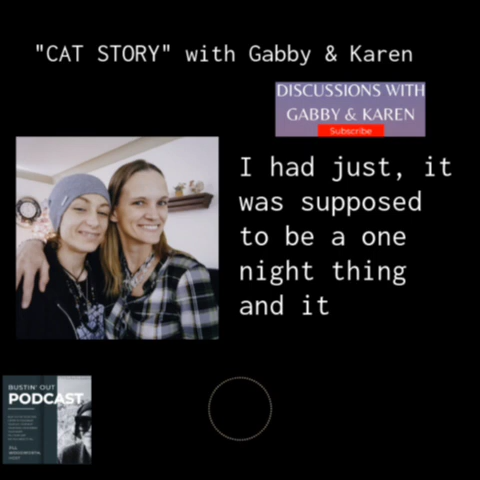 "CAT STORY" with Gabby & Karen
DISCUSSIONS WITH
GABBY & KAREN
Subscribe
I had just, it
was supposed
to be a one
night thing
and it
BUSTIN' OUT
PODCAST